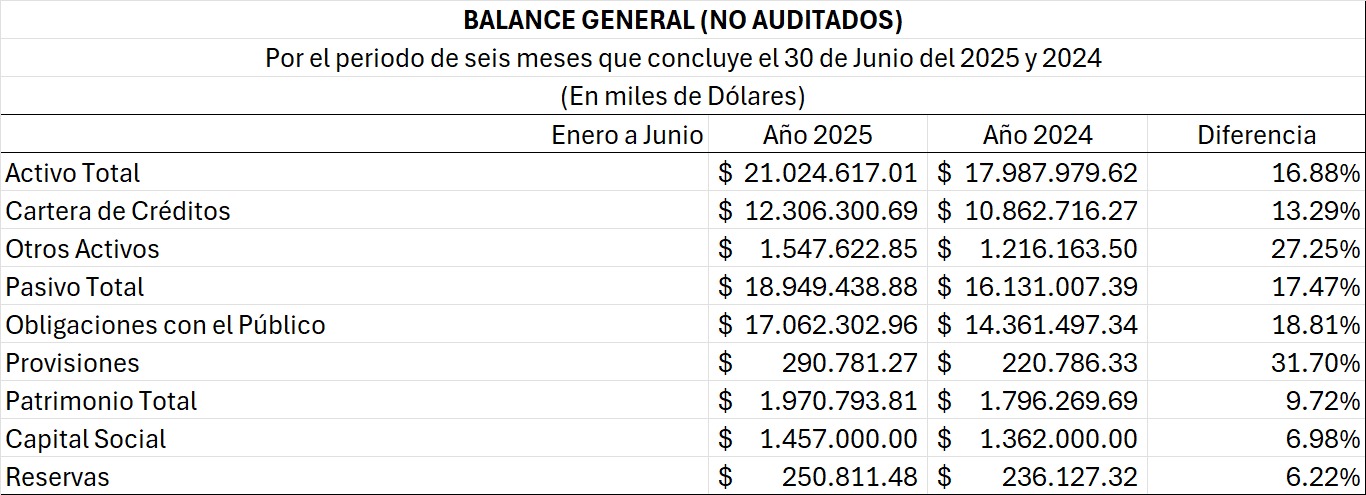 BALANCE GENERAL (NO AUDITADOS)
Por el periodo de seis meses que concluye el 30 de Junio del 2025 y 2024
(En miles de Dólares)
Enero a Junio Año 2025 Año 2024 Diferencia
Activo Total $ 21.024.617.01 $ 17.987.979.62 16.88%
Cartera de Créditos $ 12.306.300.69 $ 10.862.716.27 13.29%
Otros Activos $ 1.547.622.85 $ 1.216.163.50 27.25%
Pasivo Total $ 18.949.438.88 $ 16.131.007.39 17.47%
Obligaciones con el Público $ 17.062.302.96 $ 14.361.497.34 18.81%
Provisiones $ 290.781.27 $ 220.786.33 31.70%
Patrimonio Total $ 1.970.793.81 $ 1.796.269.69 9.72%
Capital Social $ 1.457.000.00 $ 1.362.000.00 6.98%
Reservas $ 250.811.48 $ 236.127.32 6.22%